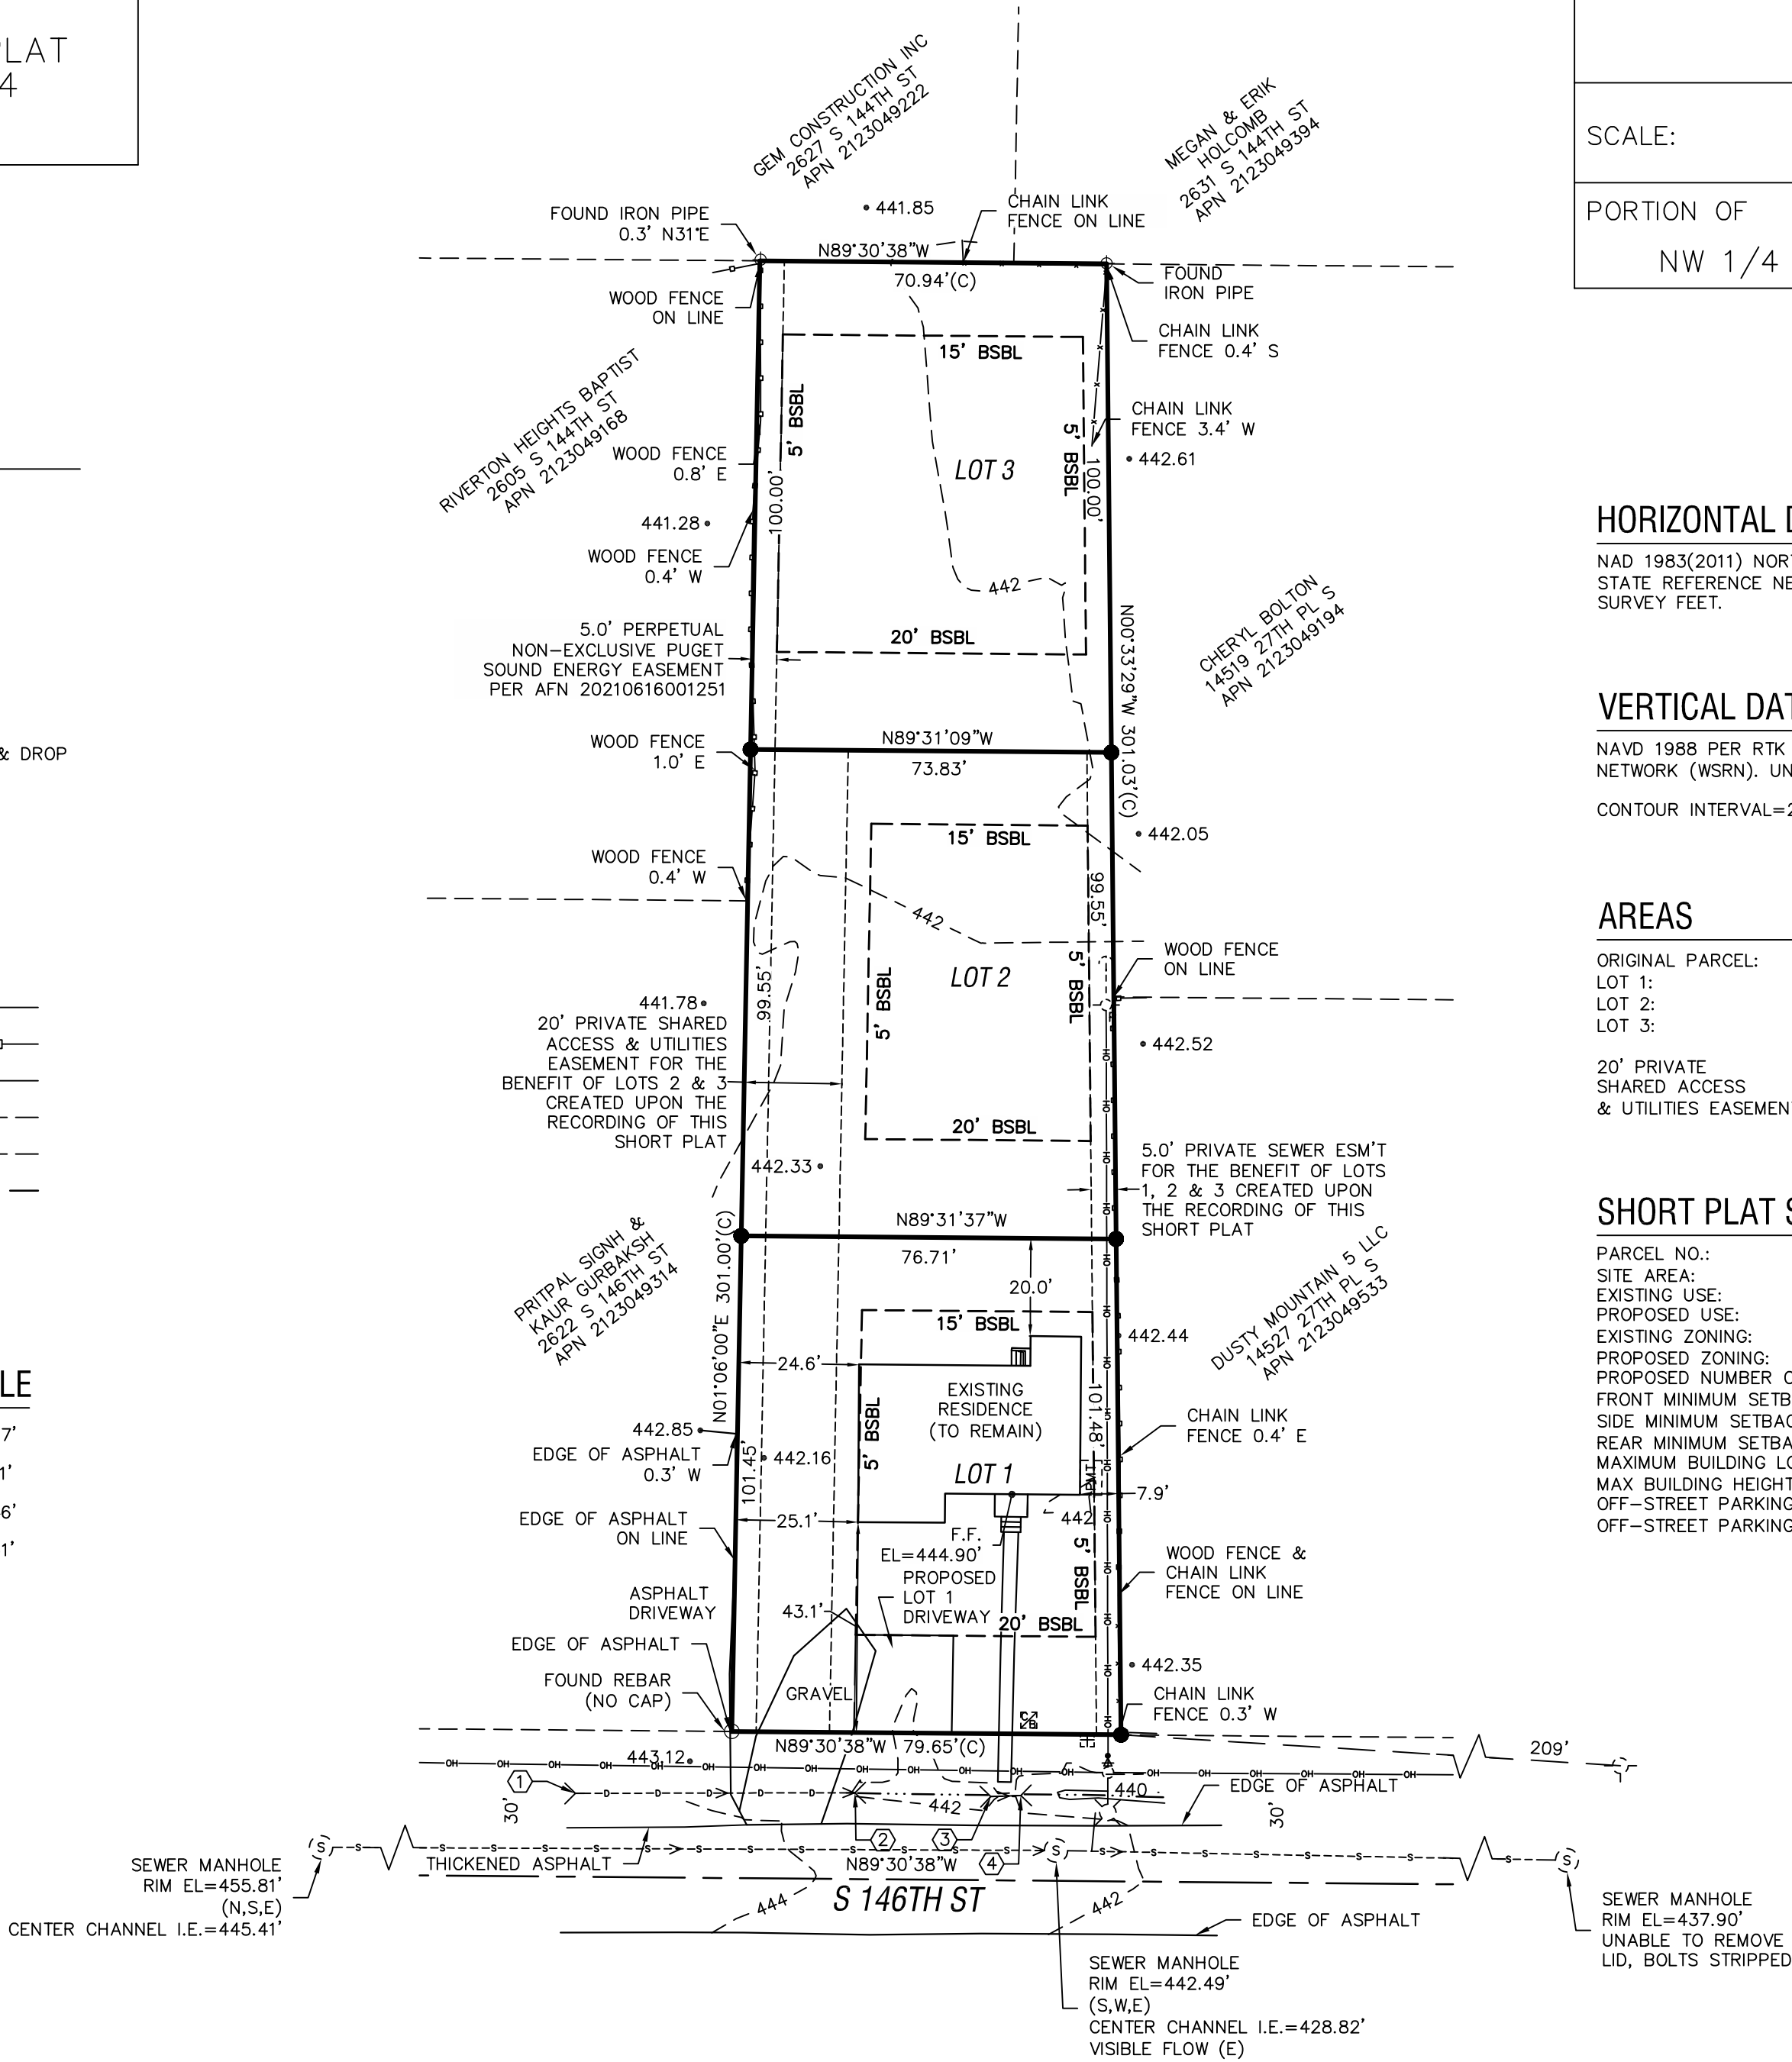 PLAT
4
SCALE:
PORTION OF
NW 1/4
GEM CONSTRUCTION INC
2627 S 144TH ST
APN 2123049222
MEGAN & ERIK
HOLCOMB
2631 S 144TH ST
APN 2123049394
441.85
CHAIN LINK
FENCE ON LINE
FOUND IRON PIPE
0.3' N31°E
N89°30'38"W
70.94'(C)
FOUND
IRON PIPE
WOOD FENCE
ON LINE
CHAIN LINK
FENCE 0.4' S
15' BSBL
5' BSBL
5' BSBL
RIVERTON HEIGHTS BAPTIST
2605 S 144TH ST
APN 2123049168
CHAIN LINK
FENCE 3.4' W
WOOD FENCE
0.8' E
LOT 3
442.61
100.00'
100.00'
441.28
WOOD FENCE
0.4' W
442
5.0' PERPETUAL
NON-EXCLUSIVE PUGET
SOUND ENERGY EASEMENT
PER AFN 20210616001251
20' BSBL
CHERYL BOLTON
14519 27TH PL S
APN 2123049194
N00°33'29"W 301.03'(C)
HORIZONTAL D
NAD 1983(2011) NOR
STATE REFERENCE NE
SURVEY FEET.
VERTICAL DAT
NAVD 1988 PER RTK
NETWORK (WSRN). UN
CONTOUR INTERVAL=2
& DROP
WOOD FENCE
1.0' E
N89°31'09"W
73.83'
15' BSBL
442.05
WOOD FENCE
0.4' W
442
99.55'
99.55'
LOT 2
5' BSBL
5' BSBL
WOOD FENCE
ON LINE
441.78
442.52
20' PRIVATE SHARED
ACCESS & UTILITIES
EASEMENT FOR THE
BENEFIT OF LOTS 2 & 3
CREATED UPON THE
RECORDING OF THIS
SHORT PLAT
20' BSBL
442.33
5.0' PRIVATE SEWER ESM'T
FOR THE BENEFIT OF LOTS
1, 2 & 3 CREATED UPON
THE RECORDING OF THIS
SHORT PLAT
AREAS
ORIGINAL PARCEL:
LOT 1:
LOT 2:
LOT 3:
20' PRIVATE
SHARED ACCESS
& UTILITIES EASEMEN
SHORT PLAT S
PARCEL NO.:
SITE AREA:
EXISTING USE:
PROPOSED USE:
EXISTING ZONING:
PROPOSED ZONING:
PROPOSED NUMBER O
FRONT MINIMUM SETB
SIDE MINIMUM SETBAC
REAR MINIMUM SETBA
MAXIMUM BUILDING LO
MAX BUILDING HEIGHT
OFF-STREET PARKING
OFF-STREET PARKING
N89°31'37"W
76.71'
20.0'
PRITPAL SIGNH &
KAUR GURBAKSH
2622 S 146TH ST
APN 2123049314
N01°06'00"E 301.00'(C)
DUSTY MOUNTAIN 5 LLC
14527 27TH PL S
APN 2123049533
15' BSBL
442.44
24.6'
EXISTING
RESIDENCE
(TO REMAIN)
LOT 1
5' BSBL
101.48'
CHAIN LINK
FENCE 0.4' E
442.85
442.16
EDGE OF ASPHALT
0.3' W
101.45'
7.9'
442
25.1'
EDGE OF ASPHALT
ON LINE
F.F.
EL=444.90'
5' BSBL
WOOD FENCE &
CHAIN LINK
FENCE ON LINE
PROPOSED
LOT 1
DRIVEWAY
20' BSBL
43.1'
ASPHALT
DRIVEWAY
EDGE OF ASPHALT
442.35
FOUND REBAR
(NO CAP)
GRAVEL
CHAIN LINK
FENCE 0.3' W
N89°30'38"W 79.65'(C)
209'
443.12
OH OH OH OH OH OH OH OH OH OH OH OH OH OH OH OH
1
30'
D D D D D
442
440
EDGE OF ASPHALT
30'
2
3
4
S S S S S S S S S S S S S S
THICKENED ASPHALT
N89°30'38"W
S 146TH ST
444
442
EDGE OF ASPHALT
SEWER MANHOLE
RIM EL=455.81'
(N,S,E)
CENTER CHANNEL I.E.=445.41'
SEWER MANHOLE
RIM EL=442.49'
(S,W,E)
CENTER CHANNEL I.E.=428.82'
VISIBLE FLOW (E)
SEWER MANHOLE
RIM EL=437.90'
UNABLE TO REMOVE
LID, BOLTS STRIPPED
LE
7'
1'
6'
1'